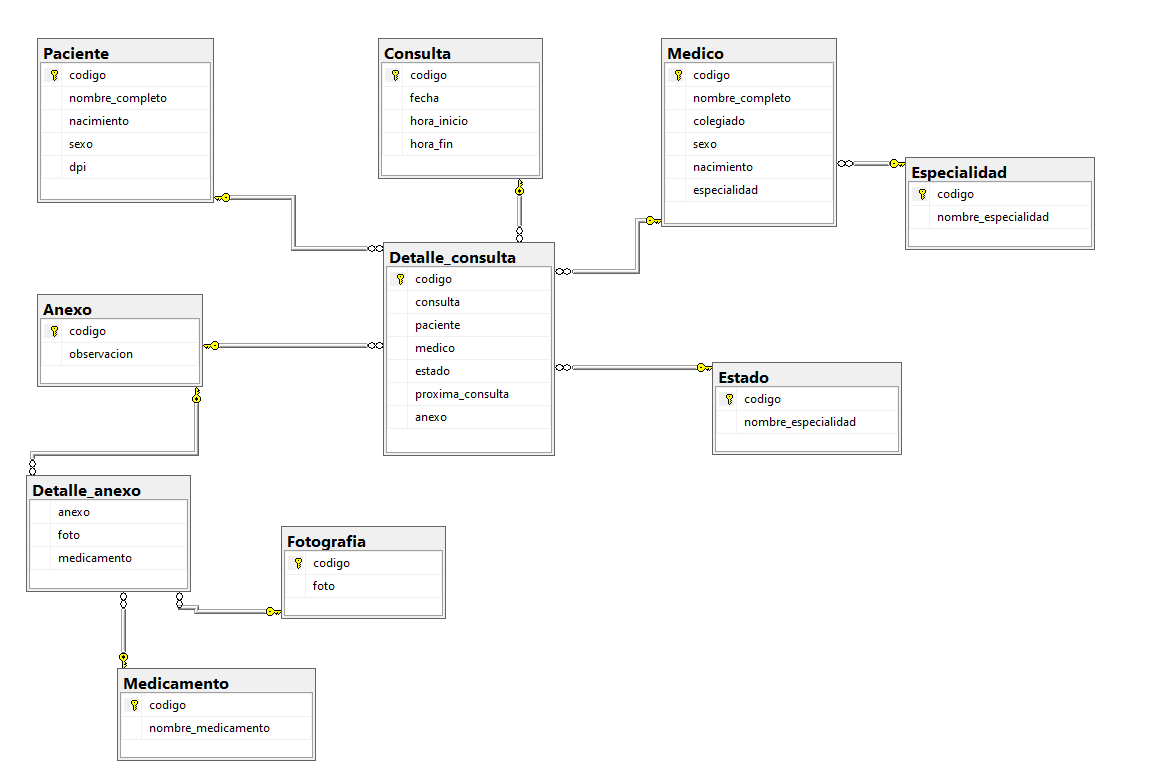 Paciente
codigo
nombre_completo
nacimiento
sexo
dpi
Consulta
codigo
fecha
hora_inicio
hora_fin
Medico
codigo
nombre_completo
colegiado
sexo
nacimiento
especialidad
Especialidad
codigo
nombre_especialidad
Detalle_consulta
codigo
consulta
paciente
medico
estado
proxima_consulta
anexo
Anexo
codigo
observacion
Estado
codigo
nombre_especialidad
Detalle_anexo
anexo
foto
medicamento
Fotografia
codigo
foto
Medicamento
codigo
nombre_medicamento